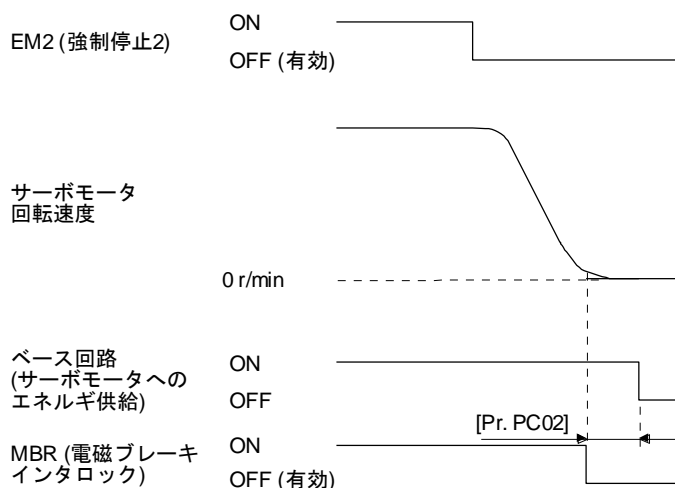 EM2 (強制停止2)
ON
OFF (有効)
サーボモータ
回転速度
0 r/min
ベース回路
(サーボモータへの
エネルギ供給)
ON
OFF
[Pr. PC02]
MBR (電磁ブレーキ
インタロック)
ON
OFF (有効)